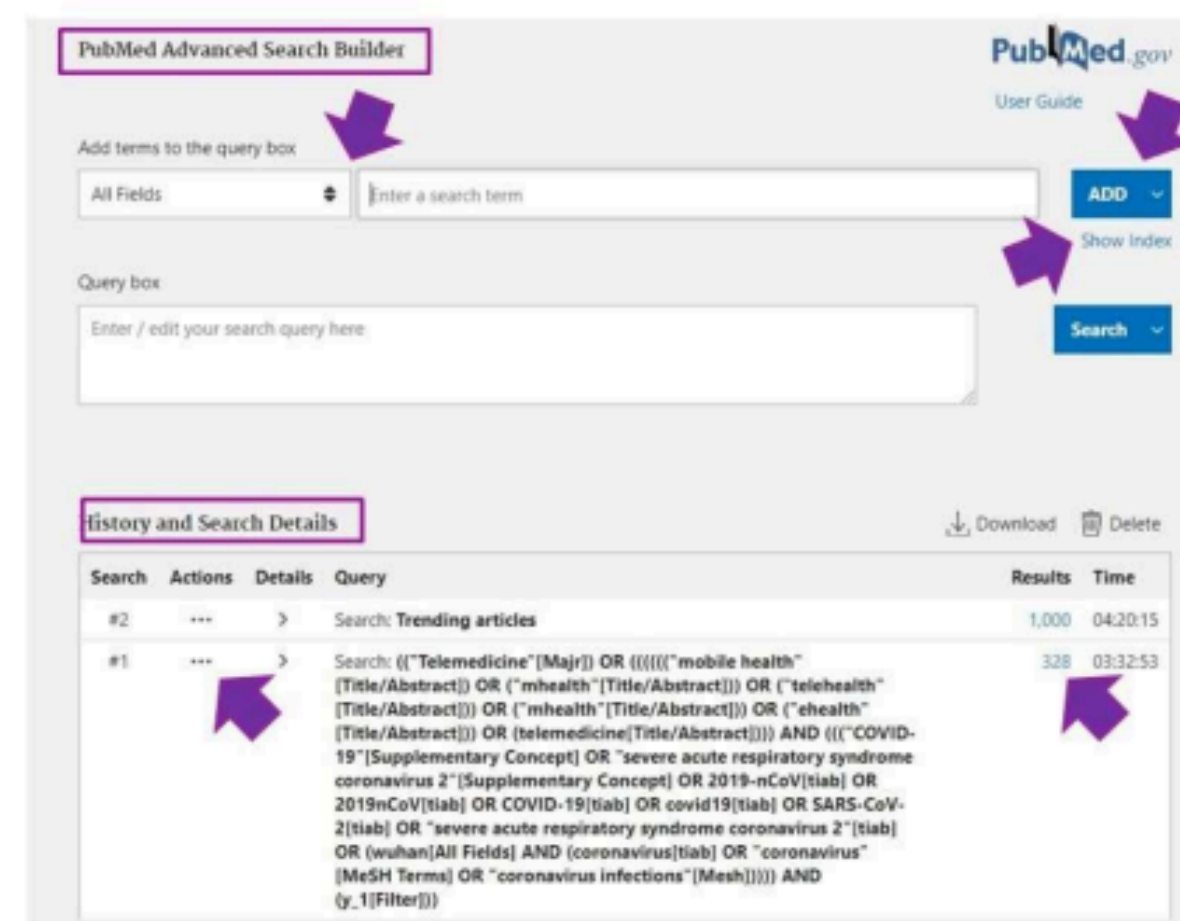 PubMed Advanced Search Builder
PubMed.gov
User Guide
Add terms to the query box
All Fields
Enter a search term
ADD
Show Index
Query box
Enter / edit your search query here
Search
History and Search Details
Download
Delete
Search Actions Details Query Results Time
#2 ... > Search: Trending articles 1,000 04:20:15
#1 ... > Search: (("Telemedicine"[Majr]) OR (((((("mobile health" 328 03:32:53
[Title/Abstract]) OR ("mhealth"[Title/Abstract])) OR ("telehealth"
[Title/Abstract])) OR ("mhealth"[Title/Abstract])) OR ("ehealth"
[Title/Abstract])) OR (telemedicine[Title/Abstract]))) AND ((("COVID-
19"[Supplementary Concept] OR "severe acute respiratory syndrome
coronavirus 2"[Supplementary Concept] OR 2019-nCoV[tiab] OR
2019nCoV[tiab] OR COVID-19[tiab] OR covid19[tiab] OR SARS-CoV-
2[tiab] OR "severe acute respiratory syndrome coronavirus 2"[tiab]
OR (wuhan[All Fields] AND (coronavirus[tiab] OR "coronavirus"
[MeSH Terms] OR "coronavirus infections"[Mesh])))) AND
(y_1[Filter]))